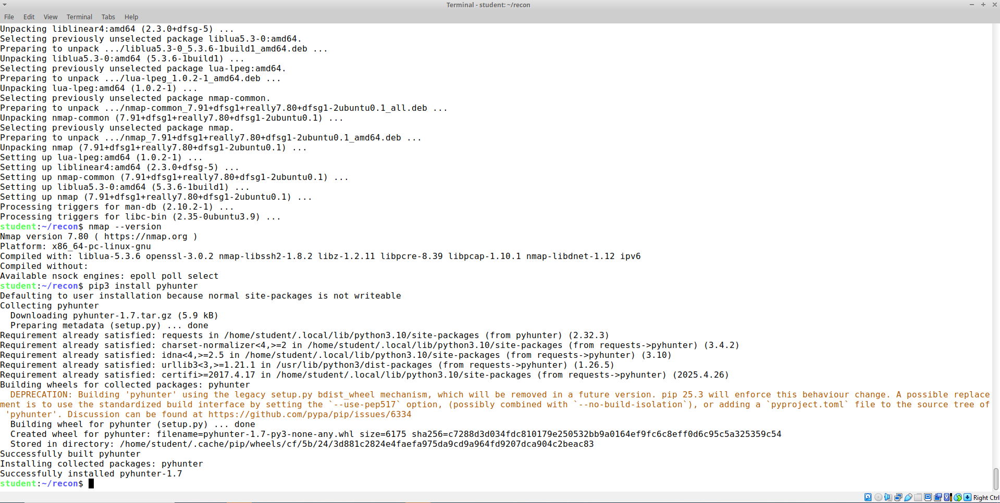 Terminal - student: ~/recon
File Edit View Terminal Tabs Help
Unpacking liblinear4:amd64 (2.3.0+dfsg-5) ...
Selecting previously unselected package liblua5.3-0:amd64.
Preparing to unpack .../liblua5.3-0_5.3.6-1build1_amd64.deb ...
Unpacking liblua5.3-0:amd64 (5.3.6-1build1) ...
Selecting previously unselected package lua-lpeg:amd64.
Preparing to unpack .../lua-lpeg_1.0.2-1_amd64.deb ...
Unpacking lua-lpeg:amd64 (1.0.2-1) ...
Selecting previously unselected package nmap-common.
Preparing to unpack .../nmap-common_7.91+dfsg1+really7.80+dfsg1-2ubuntu0.1_all.deb ...
Unpacking nmap-common (7.91+dfsg1+really7.80+dfsg1-2ubuntu0.1) ...
Selecting previously unselected package nmap.
Preparing to unpack .../nmap_7.91+dfsg1+really7.80+dfsg1-2ubuntu0.1_amd64.deb ...
Unpacking nmap (7.91+dfsg1+really7.80+dfsg1-2ubuntu0.1) ...
Setting up lua-lpeg:amd64 (1.0.2-1) ...
Setting up liblinear4:amd64 (2.3.0+dfsg-5) ...
Setting up nmap-common (7.91+dfsg1+really7.80+dfsg1-2ubuntu0.1) ...
Setting up liblua5.3-0:amd64 (5.3.6-1build1) ...
Setting up nmap (7.91+dfsg1+really7.80+dfsg1-2ubuntu0.1) ...
Processing triggers for man-db (2.10.2-1) ...
Processing triggers for libc-bin (2.35-0ubuntu3.9) ...
student:~/recon$ nmap --version
Nmap version 7.80 ( https://nmap.org )
Platform: x86_64-pc-linux-gnu
Compiled with: liblua-5.3.6 openssl-3.0.2 nmap-libssh2-1.8.2 libz-1.2.11 libpcre-8.39 libpcap-1.10.1 nmap-libdnet-1.12 ipv6
Compiled without:
Available nsock engines: epoll poll select
student:~/recon$ pip3 install pyhunter
Defaulting to user installation because normal site-packages is not writeable
Collecting pyhunter
  Downloading pyhunter-1.7.tar.gz (5.9 kB)
  Preparing metadata (setup.py) ... done
Requirement already satisfied: requests in /home/student/.local/lib/python3.10/site-packages (from pyhunter) (2.32.3)
Requirement already satisfied: charset-normalizer<4,>=2 in /home/student/.local/lib/python3.10/site-packages (from requests->pyhunter) (3.4.2)
Requirement already satisfied: idna<4,>=2.5 in /home/student/.local/lib/python3.10/site-packages (from requests->pyhunter) (3.10)
Requirement already satisfied: urllib3<3,>=1.21.1 in /usr/lib/python3/dist-packages (from requests->pyhunter) (1.26.5)
Requirement already satisfied: certifi>=2017.4.17 in /home/student/.local/lib/python3.10/site-packages (from requests->pyhunter) (2025.4.26)
Building wheels for collected packages: pyhunter
  DEPRECATION: Building 'pyhunter' using the legacy setup.py bdist_wheel mechanism, which will be removed in a future version. pip 25.3 will enforce this behaviour change. A possible replace
ment is to use the standardized build interface by setting the `--use-pep517` option, (possibly combined with `--no-build-isolation`), or adding a `pyproject.toml` file to the source tree of
 'pyhunter'. Discussion can be found at https://github.com/pypa/pip/issues/6334
  Building wheel for pyhunter (setup.py) ... done
  Created wheel for pyhunter: filename=pyhunter-1.7-py3-none-any.whl size=6175 sha256=c7288d3d034fdc810179e250532bb9a0164ef9fc6c8eff0d6c95c5a325359c54
  Stored in directory: /home/student/.cache/pip/wheels/cf/5b/24/3d881c2824e4faefa975da9cd9a964fd9207dca904c2beac83
Successfully built pyhunter
Installing collected packages: pyhunter
Successfully installed pyhunter-1.7
student:~/recon$
Right Ctrl